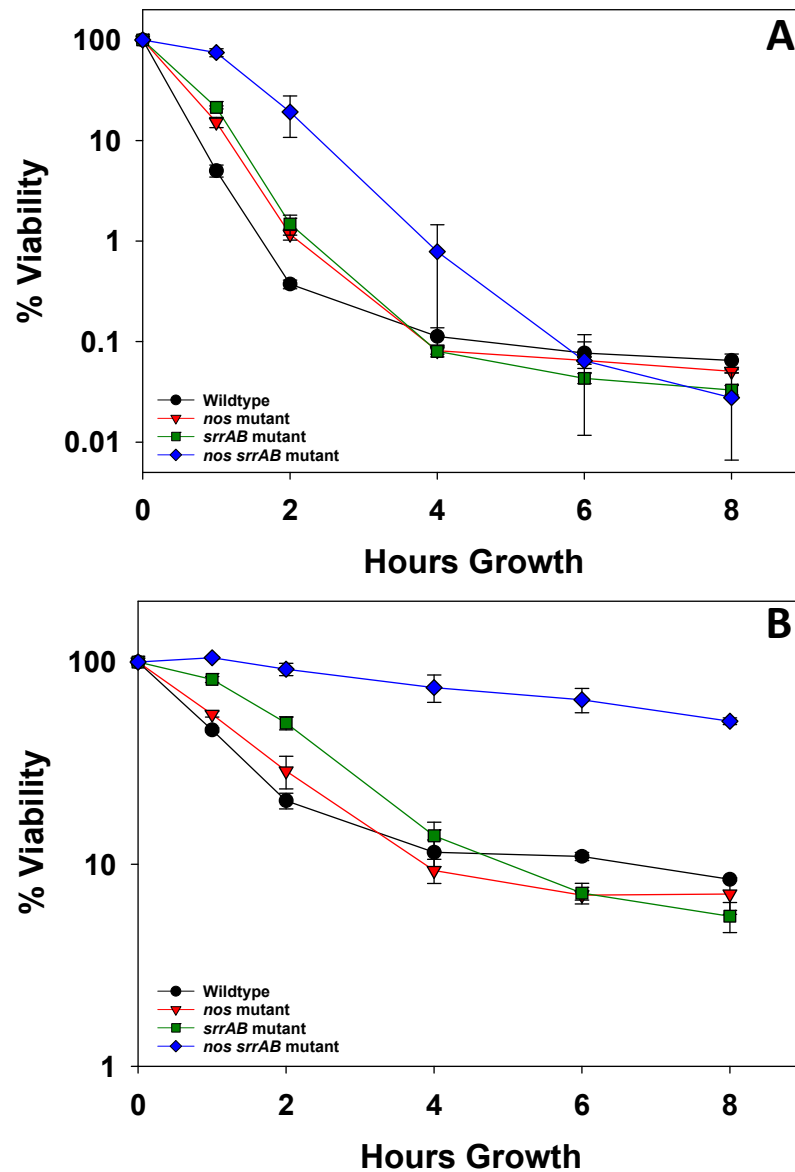 A
100
10
1
0.1
0.01
% Viability
Wildtype
nos mutant
srrAB mutant
nos srrAB mutant
0 2 4 6 8
Hours Growth
B
100
10
1
% Viability
Wildtype
nos mutant
srrAB mutant
nos srrAB mutant
0 2 4 6 8
Hours Growth